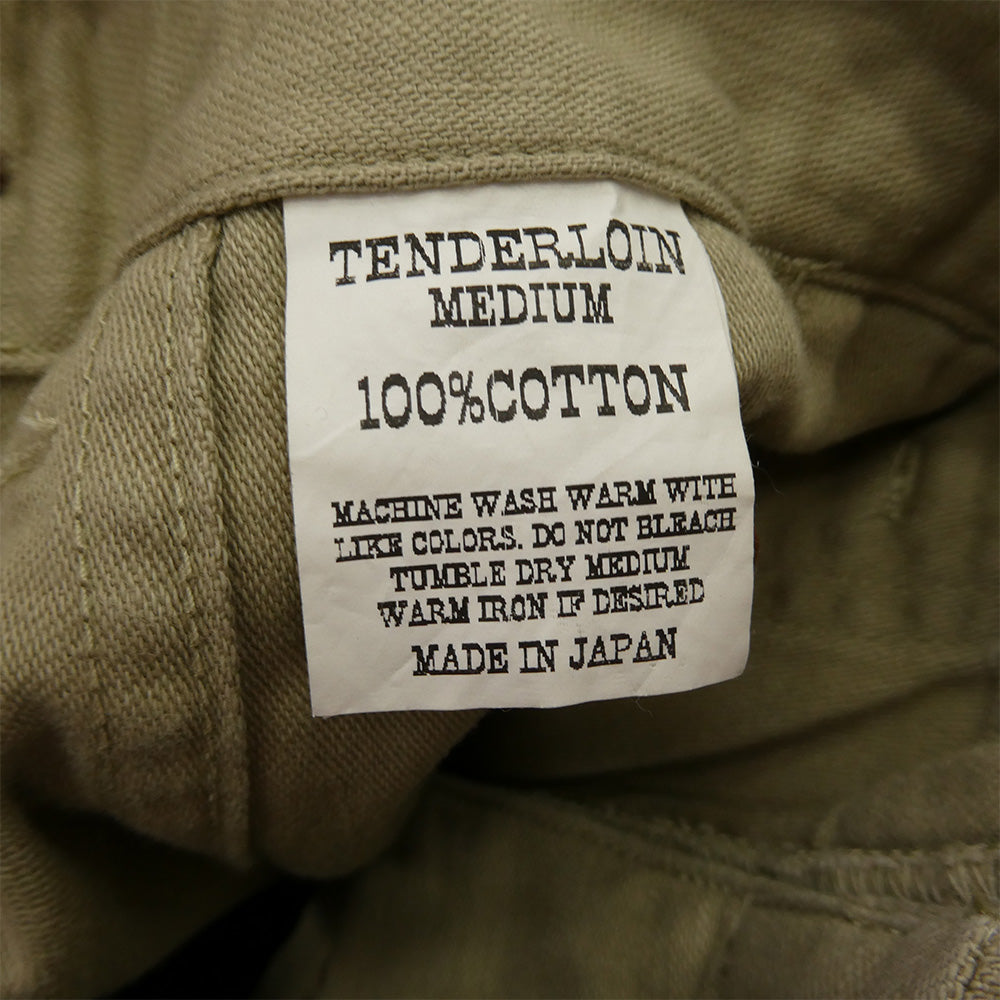 TENDERLOIN
MEDIUM
100%COTTON
MACHINE WASH WARM WITH
LIKE COLORS. DO NOT BLEACH
TUMBLE DRY MEDIUM
WARM IRON IF DESIRED
MADE IN JAPAN